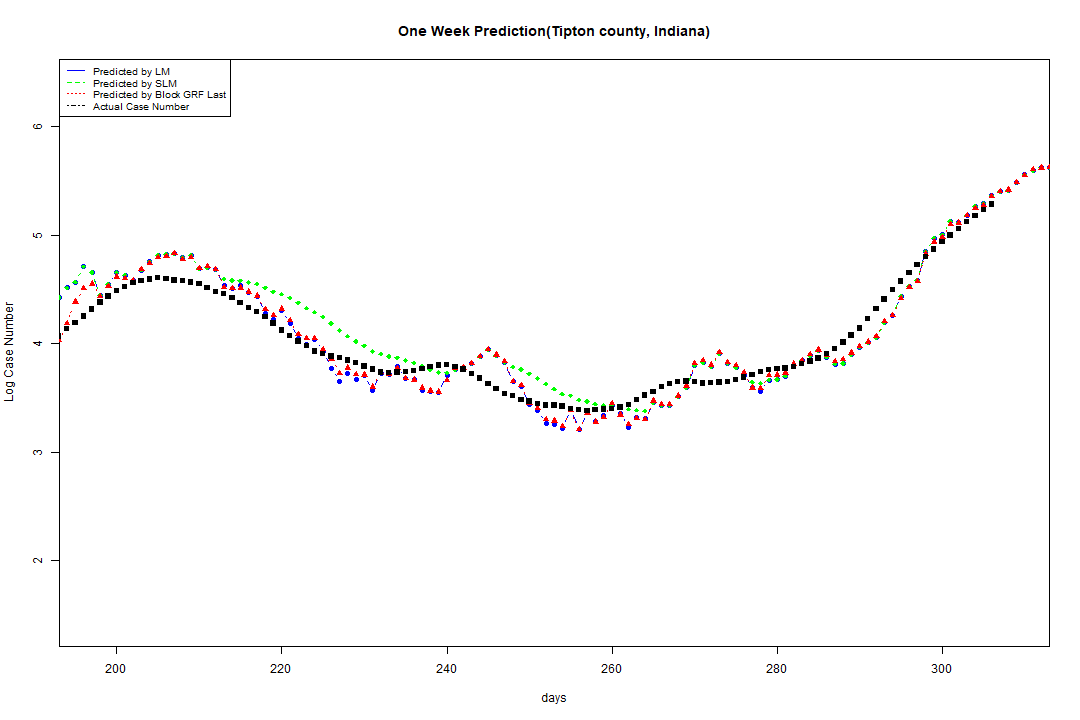 One Week Prediction(Tipton county, Indiana)
Predicted by LM
Predicted by SLM
Predicted by Block GRF Last
Actual Case Number
Log Case Number
6
5
4
3
2
200 220 240 260 280 300
days